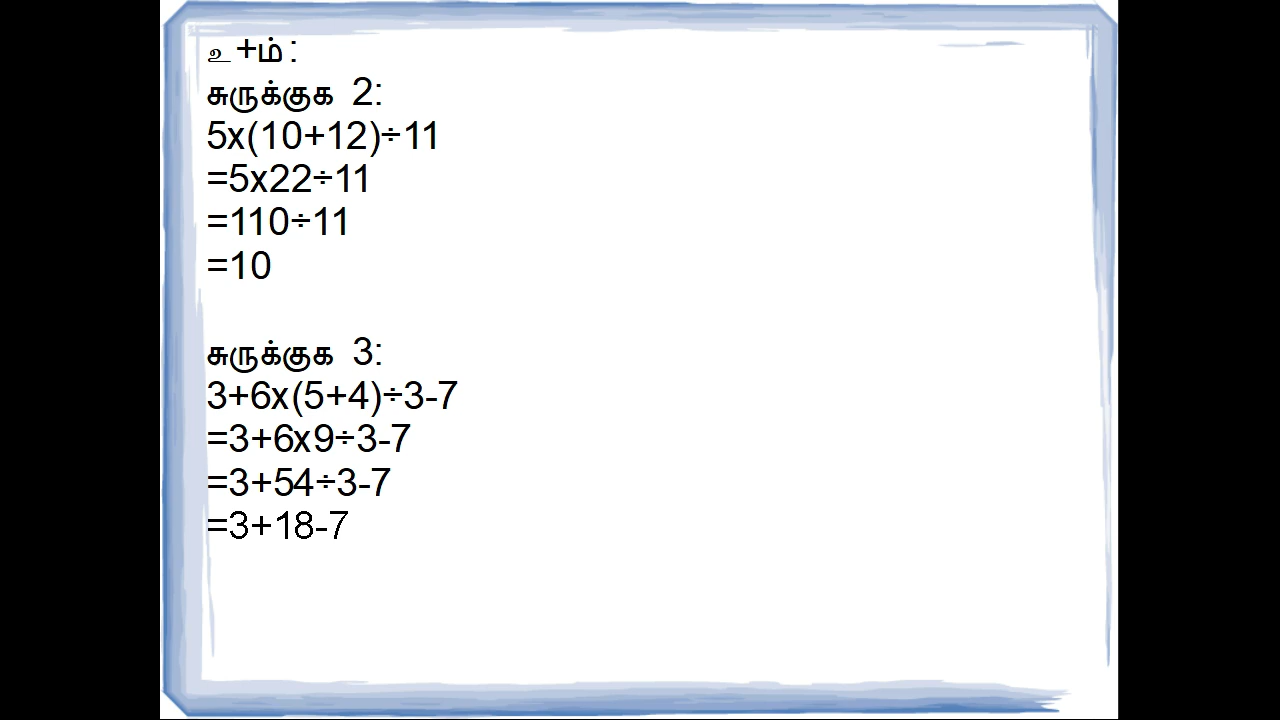 உ+ம்:
சுருக்குக 2:
5x(10+12)÷11
=5x22÷11
=110÷11
=10
சுருக்குக 3:
3+6x(5+4)÷3-7
=3+6x9÷3-7
=3+54÷3-7
=3+18-7